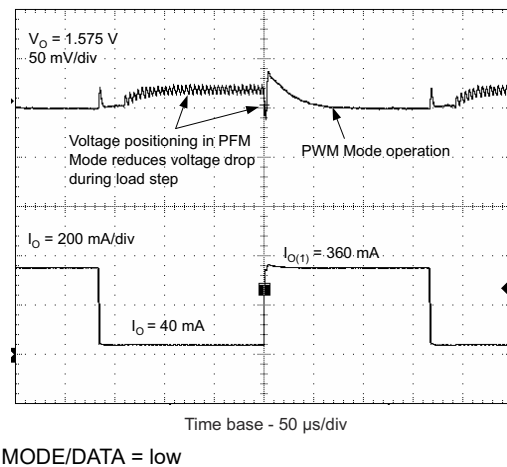 V_O = 1.575 V
50 mV/div
Voltage positioning in PFM
Mode reduces voltage drop
during load step
PWM Mode operation
I_O = 200 mA/div
I_O(1) = 360 mA
I_O = 40 mA
Time base - 50 µs/div
MODE/DATA = low